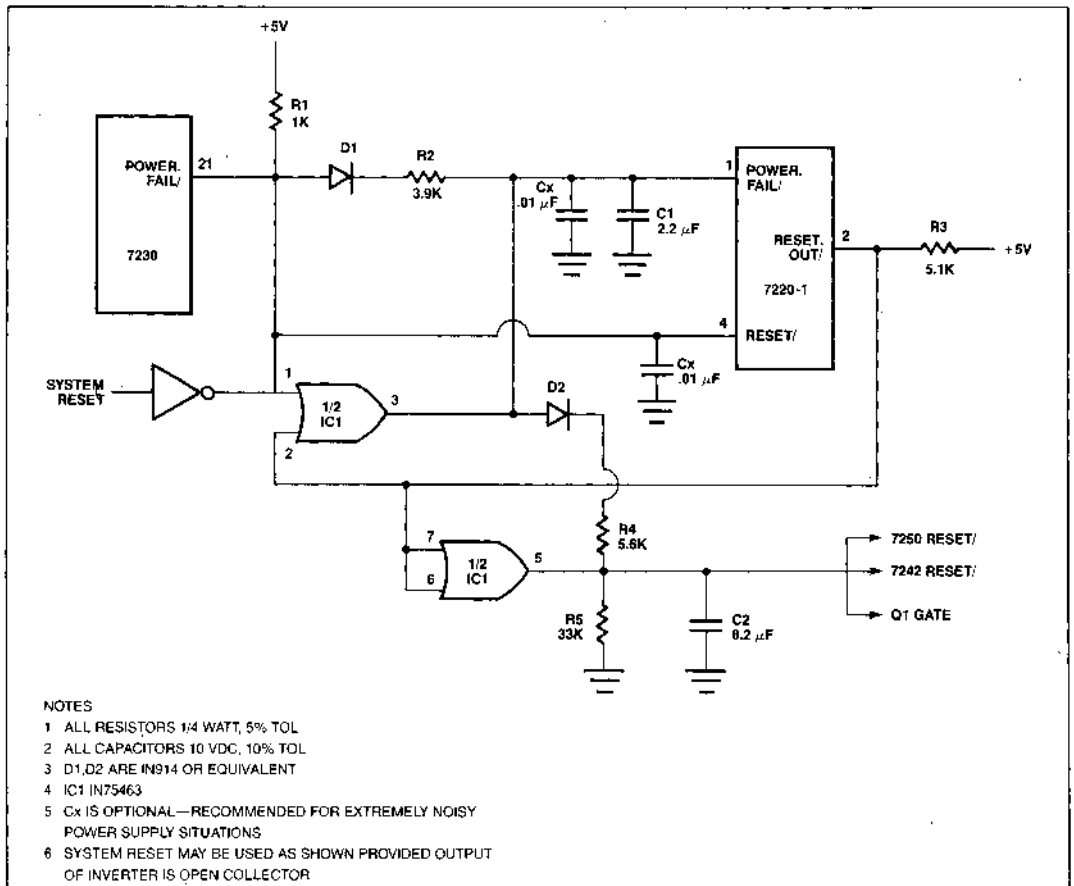 +5V
R1
1K
D1
R2
3.9K
POWER.
FAIL/
21
7230
Cx
.01 µF
C1
2.2 µF
1
POWER.
FAIL/
RESET.
OUT/
2
7220-1
4
RESET/
R3
5.1K
+5V
Cx
.01 µF
SYSTEM
RESET
1
1/2
IC1
3
2
D2
7
1/2
IC1
5
6
R4
5.6K
R5
33K
C2
8.2 µF
7250 RESET/
7242 RESET/
Q1 GATE
NOTES
1 ALL RESISTORS 1/4 WATT, 5% TOL
2 ALL CAPACITORS 10 VDC, 10% TOL
3 D1,D2 ARE IN914 OR EQUIVALENT
4 IC1 IN75463
5 Cx IS OPTIONAL—RECOMMENDED FOR EXTREMELY NOISY
POWER SUPPLY SITUATIONS
6 SYSTEM RESET MAY BE USED AS SHOWN PROVIDED OUTPUT
OF INVERTER IS OPEN COLLECTOR